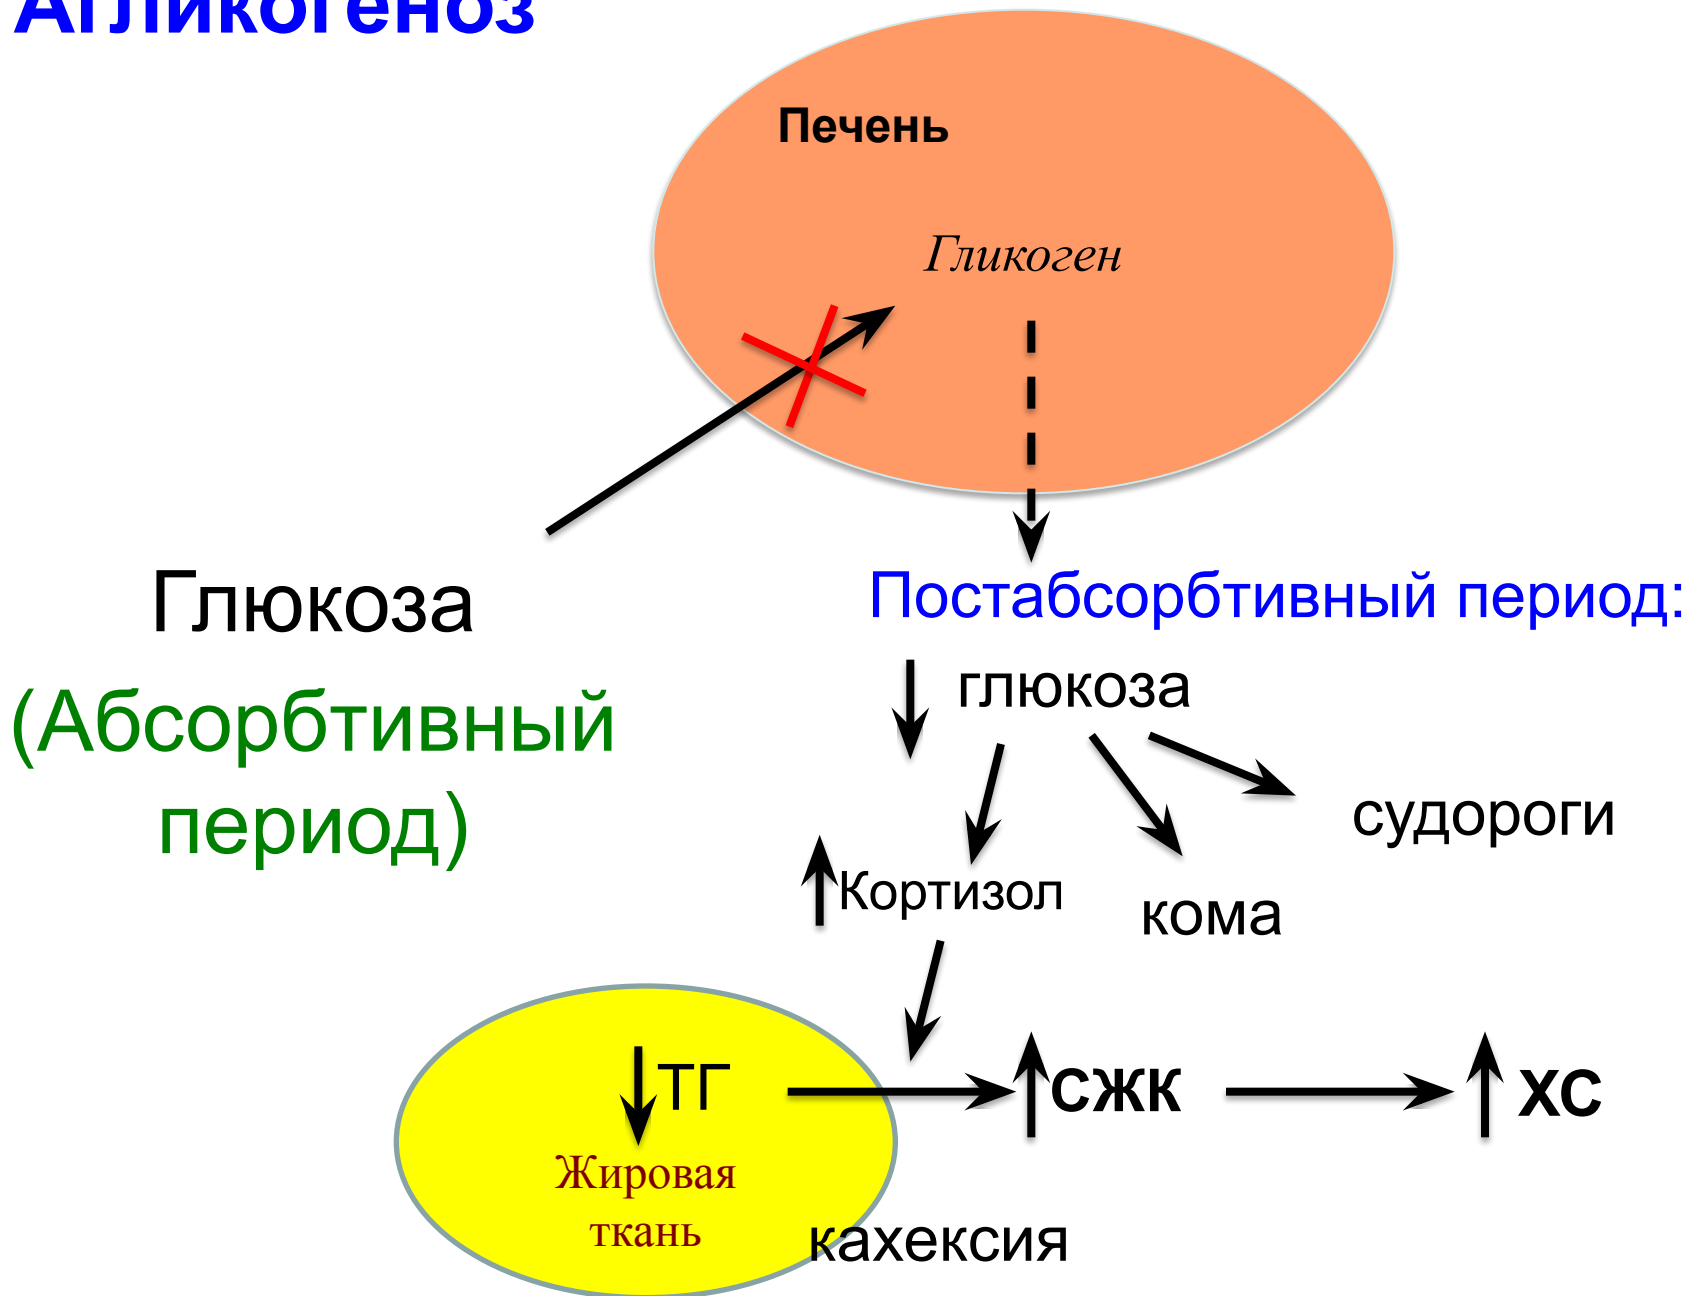 Агликогеноз
Печень
Гликоген
Глюкоза
(Абсорбтивный
период)
Постабсорбтивный период:
глюкоза
судороги
Кортизол
кома
ТГ
СЖК
ХС
Жировая
ткань
кахексия